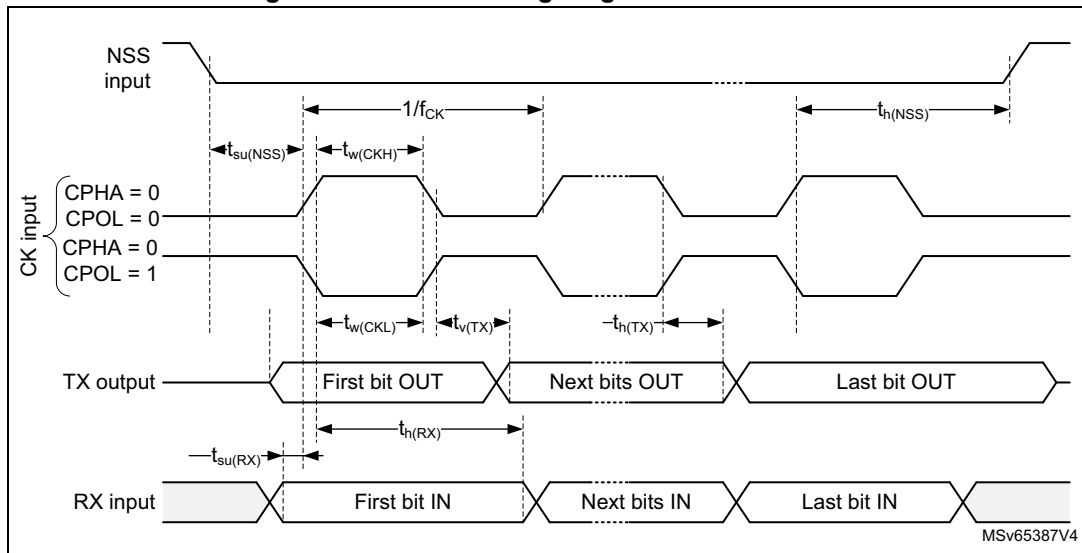 NSS
input
1/fCK
th(NSS)
tsu(NSS)
tw(CKH)
CK input
CPHA = 0
CPOL = 0
CPHA = 0
CPOL = 1
tw(CKL)
tv(TX)
th(TX)
TX output
First bit OUT
Next bits OUT
Last bit OUT
th(RX)
tsu(RX)
RX input
First bit IN
Next bits IN
Last bit IN
MSv65387V4